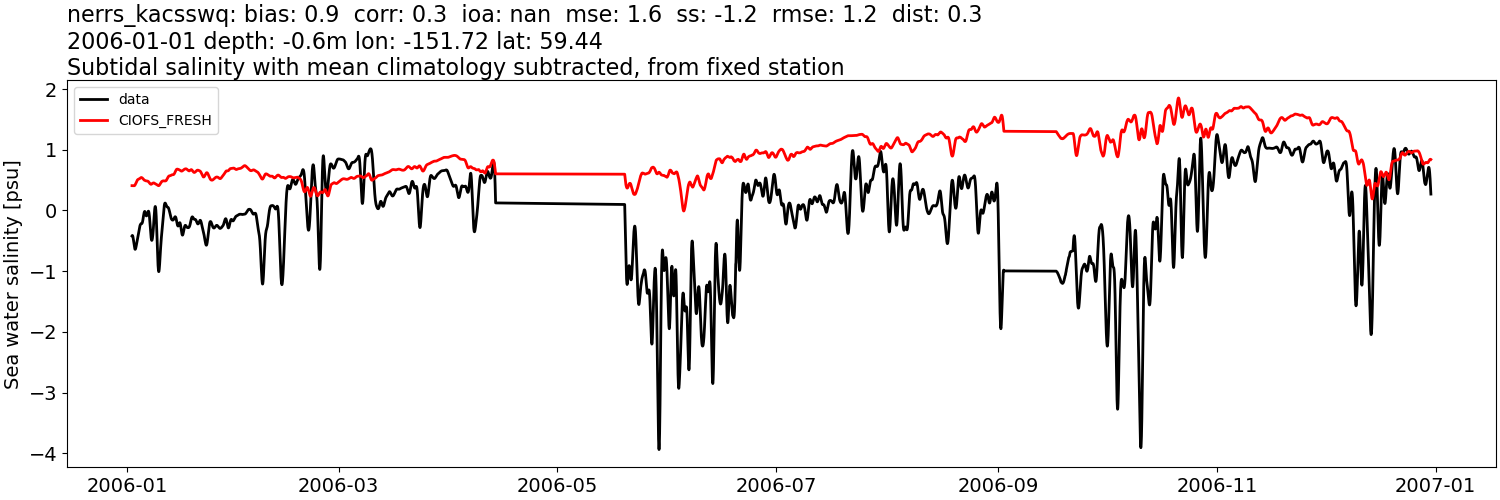 nerrs_kacsswq: bias: 0.9  corr: 0.3  ioa: nan  mse: 1.6  ss: -1.2  rmse: 1.2  dist: 0.3
2006-01-01 depth: -0.6m lon: -151.72 lat: 59.44
Subtidal salinity with mean climatology subtracted, from fixed station
data
CIOFS_FRESH
Sea water salinity [psu]
2
1
0
−1
−2
−3
−4
2006-01
2006-03
2006-05
2006-07
2006-09
2006-11
2007-01